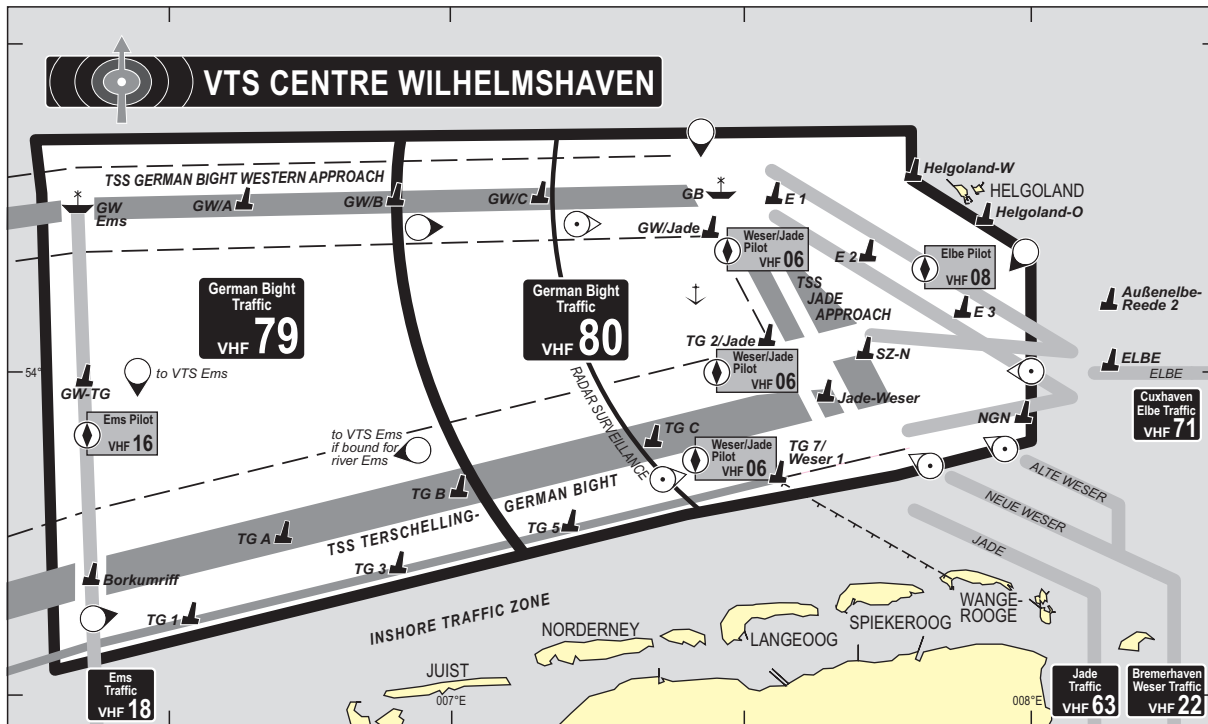 VTS CENTRE WILHELMSHAVEN
TSS GERMAN BIGHT WESTERN APPROACH
GW
Ems
GW/A
GW/B
GW/C
GB
E 1
Helgoland-W
HELGOLAND
Helgoland-O
GW/Jade
Weser/Jade
Pilot
VHF 06
E 2
Elbe Pilot
VHF 08
German Bight
Traffic
VHF 79
German Bight
Traffic
VHF 80
TSS
JADE
APPROACH
E 3
Außenelbe-
Reede 2
TG 2/Jade
SZ-N
ELBE
ELBE
54°
to VTS Ems
GW-TG
Weser/Jade
Pilot
VHF 06
RADAR SURVEILLANCE
Jade-Weser
NGN
Cuxhaven
Elbe Traffic
VHF 71
Ems Pilot
VHF 16
to VTS Ems
if bound for
river Ems
TG C
Weser/Jade
Pilot
VHF 06
TG 7/
Weser 1
ALTE WESER
NEUE WESER
JADE
TG B
TG A
TSS TERSCHELLING-
GERMAN BIGHT
TG 5
TG 3
Borkumriff
TG 1
INSHORE TRAFFIC ZONE
NORDERNEY
JUIST
LANGEOOG
SPIEKEROOG
WANGE-
ROOGE
Ems
Traffic
VHF 18
007°E
008°E
Jade
Traffic
VHF 63
Bremerhaven
Weser Traffic
VHF 22